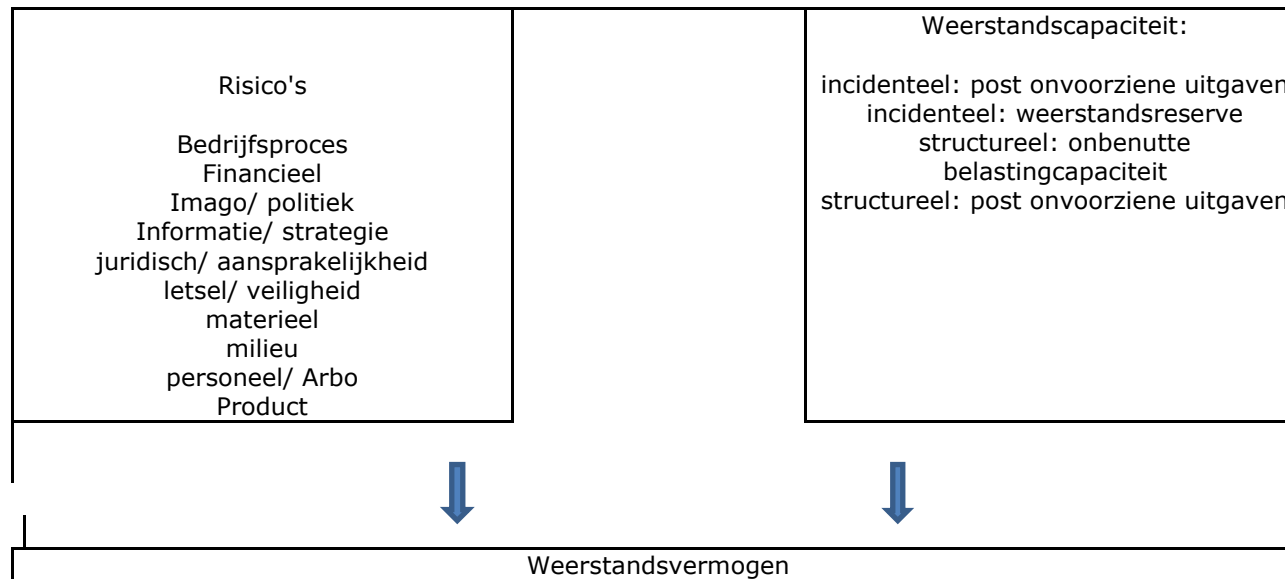 Risico's
Bedrijfsproces
Financieel
Imago/ politiek
Informatie/ strategie
juridisch/ aansprakelijkheid
letsel/ veiligheid
materieel
milieu
personeel/ Arbo
Product
Weerstandscapaciteit:
incidenteel: post onvoorziene uitgaven
incidenteel: weerstandsreserve
structureel: onbenutte
belastingcapaciteit
structureel: post onvoorziene uitgaven
Weerstandsvermogen